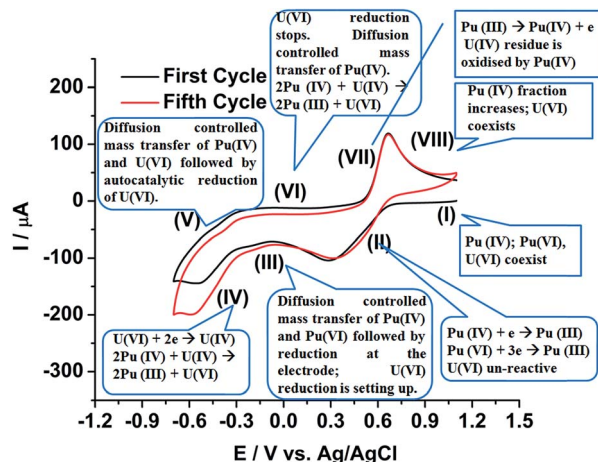 U(VI) reduction
stops. Diffusion
controlled mass
transfer of Pu(IV).
2Pu (IV) + U(IV) →
2Pu (III) + U(VI)
Pu (III) → Pu(IV) + e
U(IV) residue is
oxidised by Pu(IV)
First Cycle
Fifth Cycle
Pu (IV) fraction
increases; U(VI)
coexists
Diffusion controlled
mass transfer of Pu(IV)
and U(VI) followed by
autocatalytic reduction
of U(VI).
(VII)
(VIII)
(VI)
(V)
(I)
(II)
(III)
(IV)
Pu (IV); Pu(VI),
U(VI) coexist
U(VI) + 2e → U(IV)
2Pu (IV) + U(IV) →
2Pu (III) + U(VI)
Diffusion controlled
mass transfer of Pu(IV)
and Pu(VI) followed by
reduction at the
electrode; U(VI)
reduction is setting up.
Pu (IV) + e → Pu (III)
Pu (VI) + 3e → Pu (III)
U(VI) un-reactive
I / µA
200
100
0
-100
-200
-300
-1.2 -0.9 -0.6 -0.3 0.0 0.3 0.6 0.9 1.2 1.5
E / V vs. Ag/AgCl